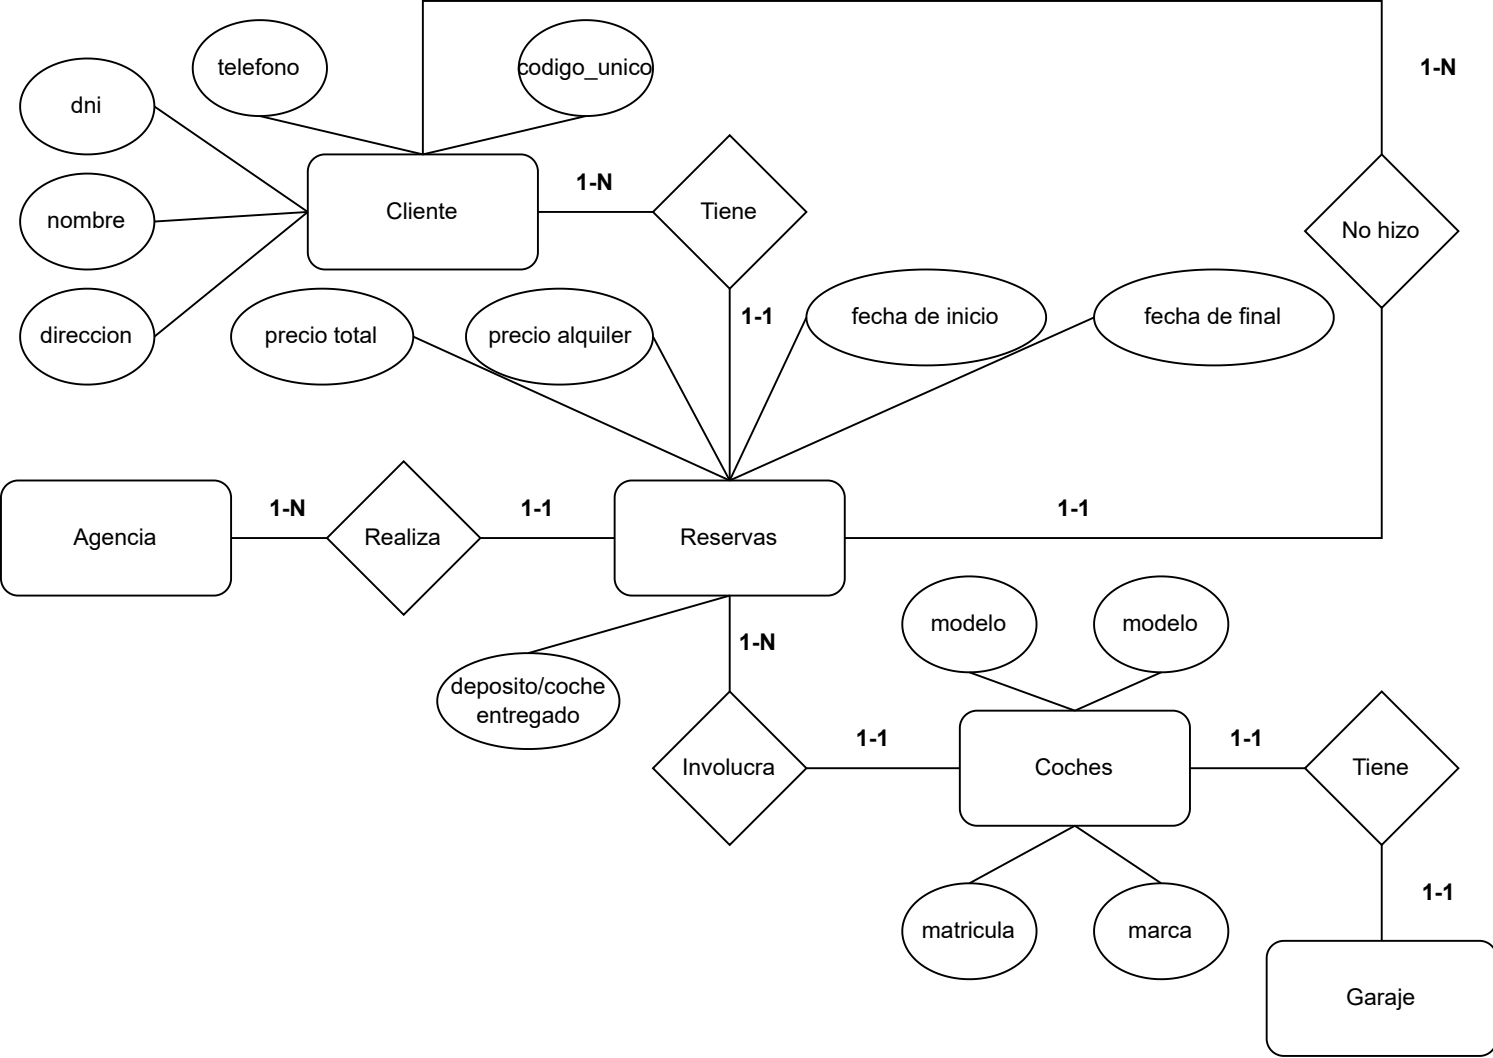 telefono
codigo_unico
1-N
dni
1-N
Cliente
Tiene
nombre
No hizo
1-1
fecha de inicio
fecha de final
direccion
precio total
precio alquiler
1-N
1-1
1-1
Agencia
Realiza
Reservas
modelo
modelo
1-N
deposito/coche
entregado
1-1
1-1
Involucra
Coches
Tiene
1-1
matricula
marca
Garaje